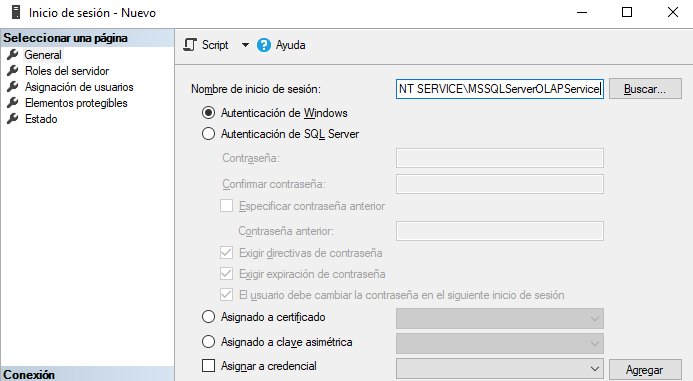 Inicio de sesión - Nuevo
Seleccionar una página
General
Roles del servidor
Asignación de usuarios
Elementos protegibles
Estado
Conexión
Script
Ayuda
Nombre de inicio de sesión: NT SERVICE\MSSQLServerOLAPService Buscar...
Autenticación de Windows
Autenticación de SQL Server
Contraseña:
Confirmar contraseña:
Especificar contraseña anterior
Contraseña anterior:
Exigir directivas de contraseña
Exigir expiración de contraseña
El usuario debe cambiar la contraseña en el siguiente inicio de sesión
Asignado a certificado
Asignado a clave asimétrica
Asignar a credencial Agregar